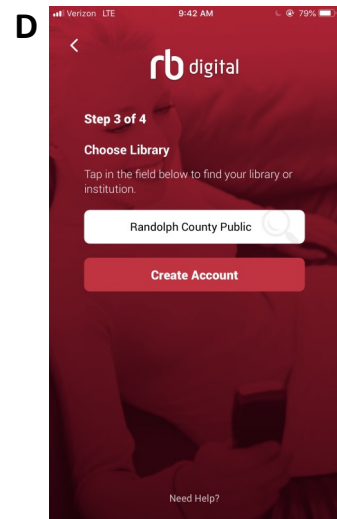 D
Verizon LTE 9:42 AM 79%
rb digital
Step 3 of 4
Choose Library
Tap in the field below to find your library or
institution.
Randolph County Public
Create Account
Need Help?